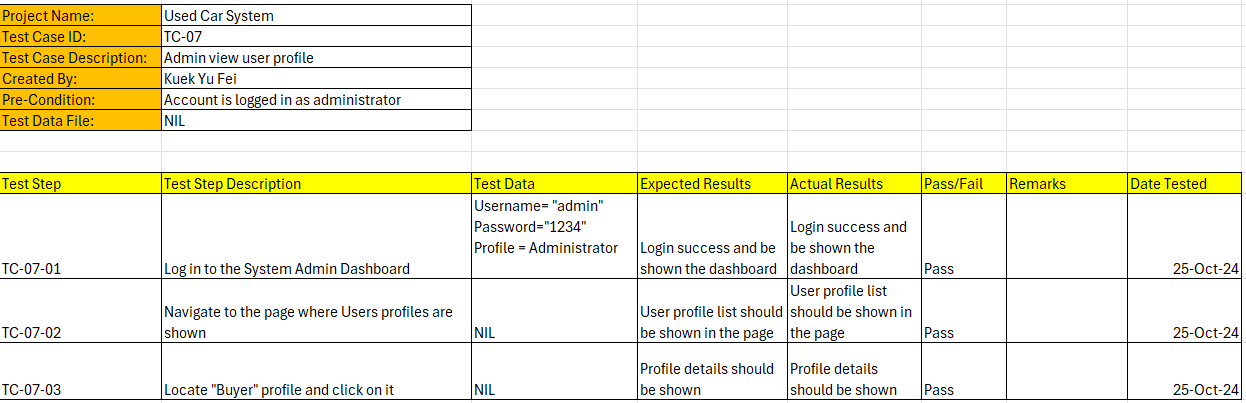 Project Name: Used Car System
Test Case ID: TC-07
Test Case Description: Admin view user profile
Created By: Kuek Yu Fei
Pre-Condition: Account is logged in as administrator
Test Data File: NIL
Test Step Test Step Description Test Data Expected Results Actual Results Pass/Fail Remarks Date Tested
TC-07-01
Log in to the System Admin Dashboard
Username= "admin"
Password="1234"
Profile = Administrator
Login success and be
shown the dashboard
Login success and
be shown the
dashboard
Pass
25-Oct-24
TC-07-02
Navigate to the page where Users profiles are
shown
NIL
User profile list should
be shown in the page
User profile list
should be shown in
the page
Pass
25-Oct-24
TC-07-03
Locate "Buyer" profile and click on it
NIL
Profile details should
be shown
Profile details
should be shown
Pass
25-Oct-24